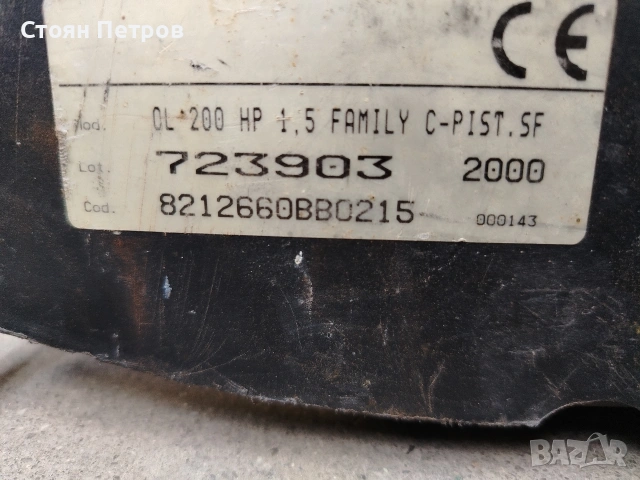 Стоян Петров
CE
Mod. OL 200 HP 1,5 FAMILY C-PIST.SF
Lot. 723903 2000
Cod. 8212660BB0215 000143
BAZAR